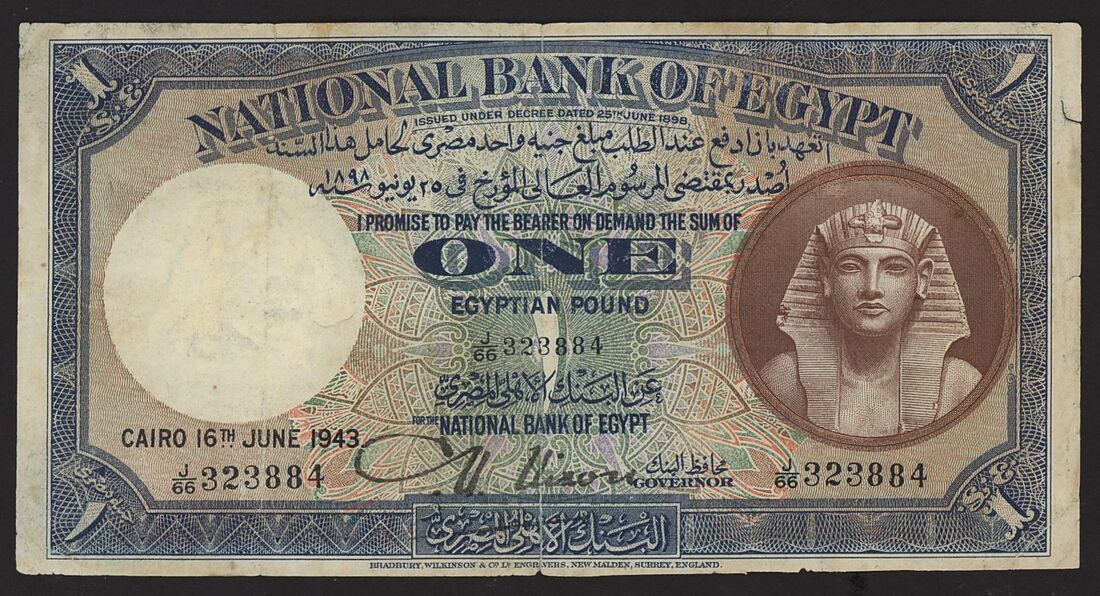 NATIONAL BANK OF EGYPT
ISSUED UNDER DECREE DATED 25TH JUNE 1898.
اتعهد بان ادفع عند الطلب مبلغ جنيه واحد مصرى لحامل هذا السند
أصدر بمقتضى المرسوم العالى المؤرخ فى ٢٥ يونيو سنة ١٨٩٨
I PROMISE TO PAY THE BEARER ON DEMAND THE SUM OF
ONE
EGYPTIAN POUND
J/66 323884
١
عن البنك الاهلى المصرى
FOR THE NATIONAL BANK OF EGYPT
CAIRO 16TH JUNE 1943
محافظ البنك
GOVERNOR
J/66 323884
J/66 323884
البنك الاهلى المصرى
BRADBURY, WILKINSON & Co. Ld. ENGRAVERS, NEW MALDEN, SURREY, ENGLAND.